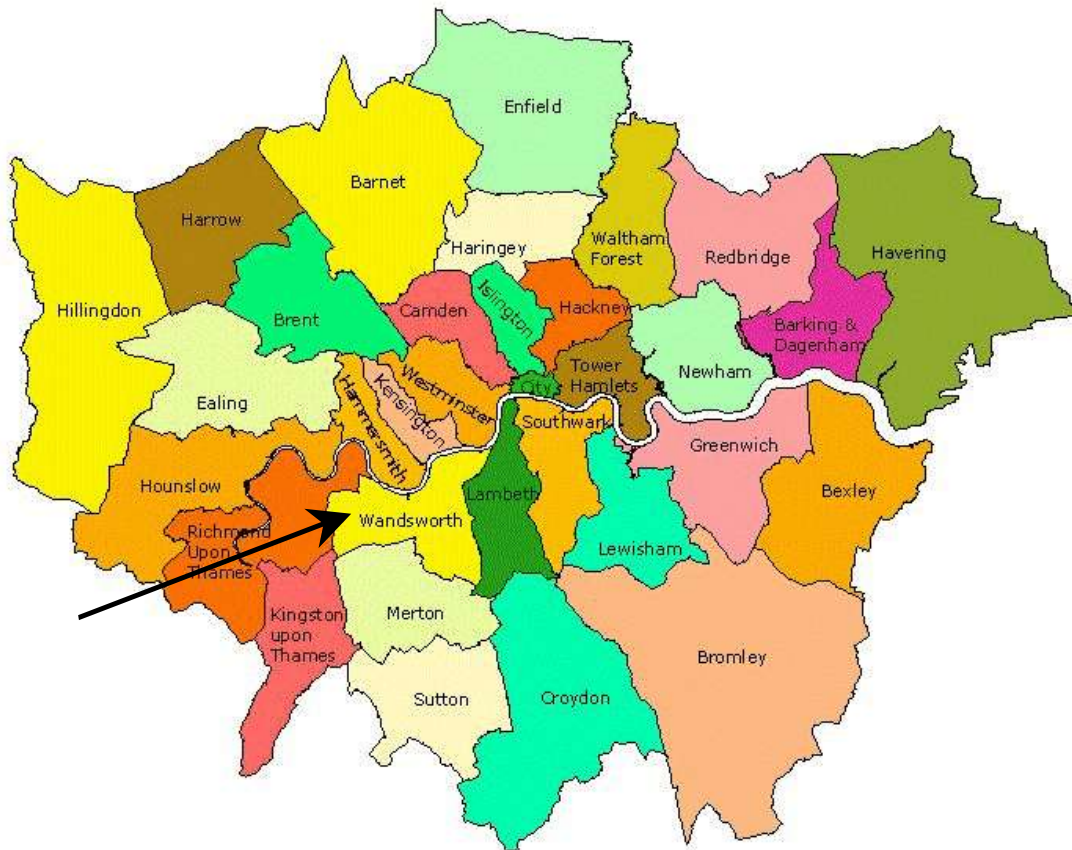 Enfield
Barnet
Harrow
Haringey
Waltham
Forest
Redbridge
Havering
Hillingdon
Brent
Camden
Islington
Hackney
Barking &
Dagenham
Tower
Hamlets
Newham
Ealing
Hammersmith
Kensington
Westminster
City
Southwark
Greenwich
Hounslow
Bexley
Lambeth
Wandsworth
Richmond
Upon
Thames
Lewisham
Kingston
upon
Thames
Merton
Bromley
Sutton
Croydon